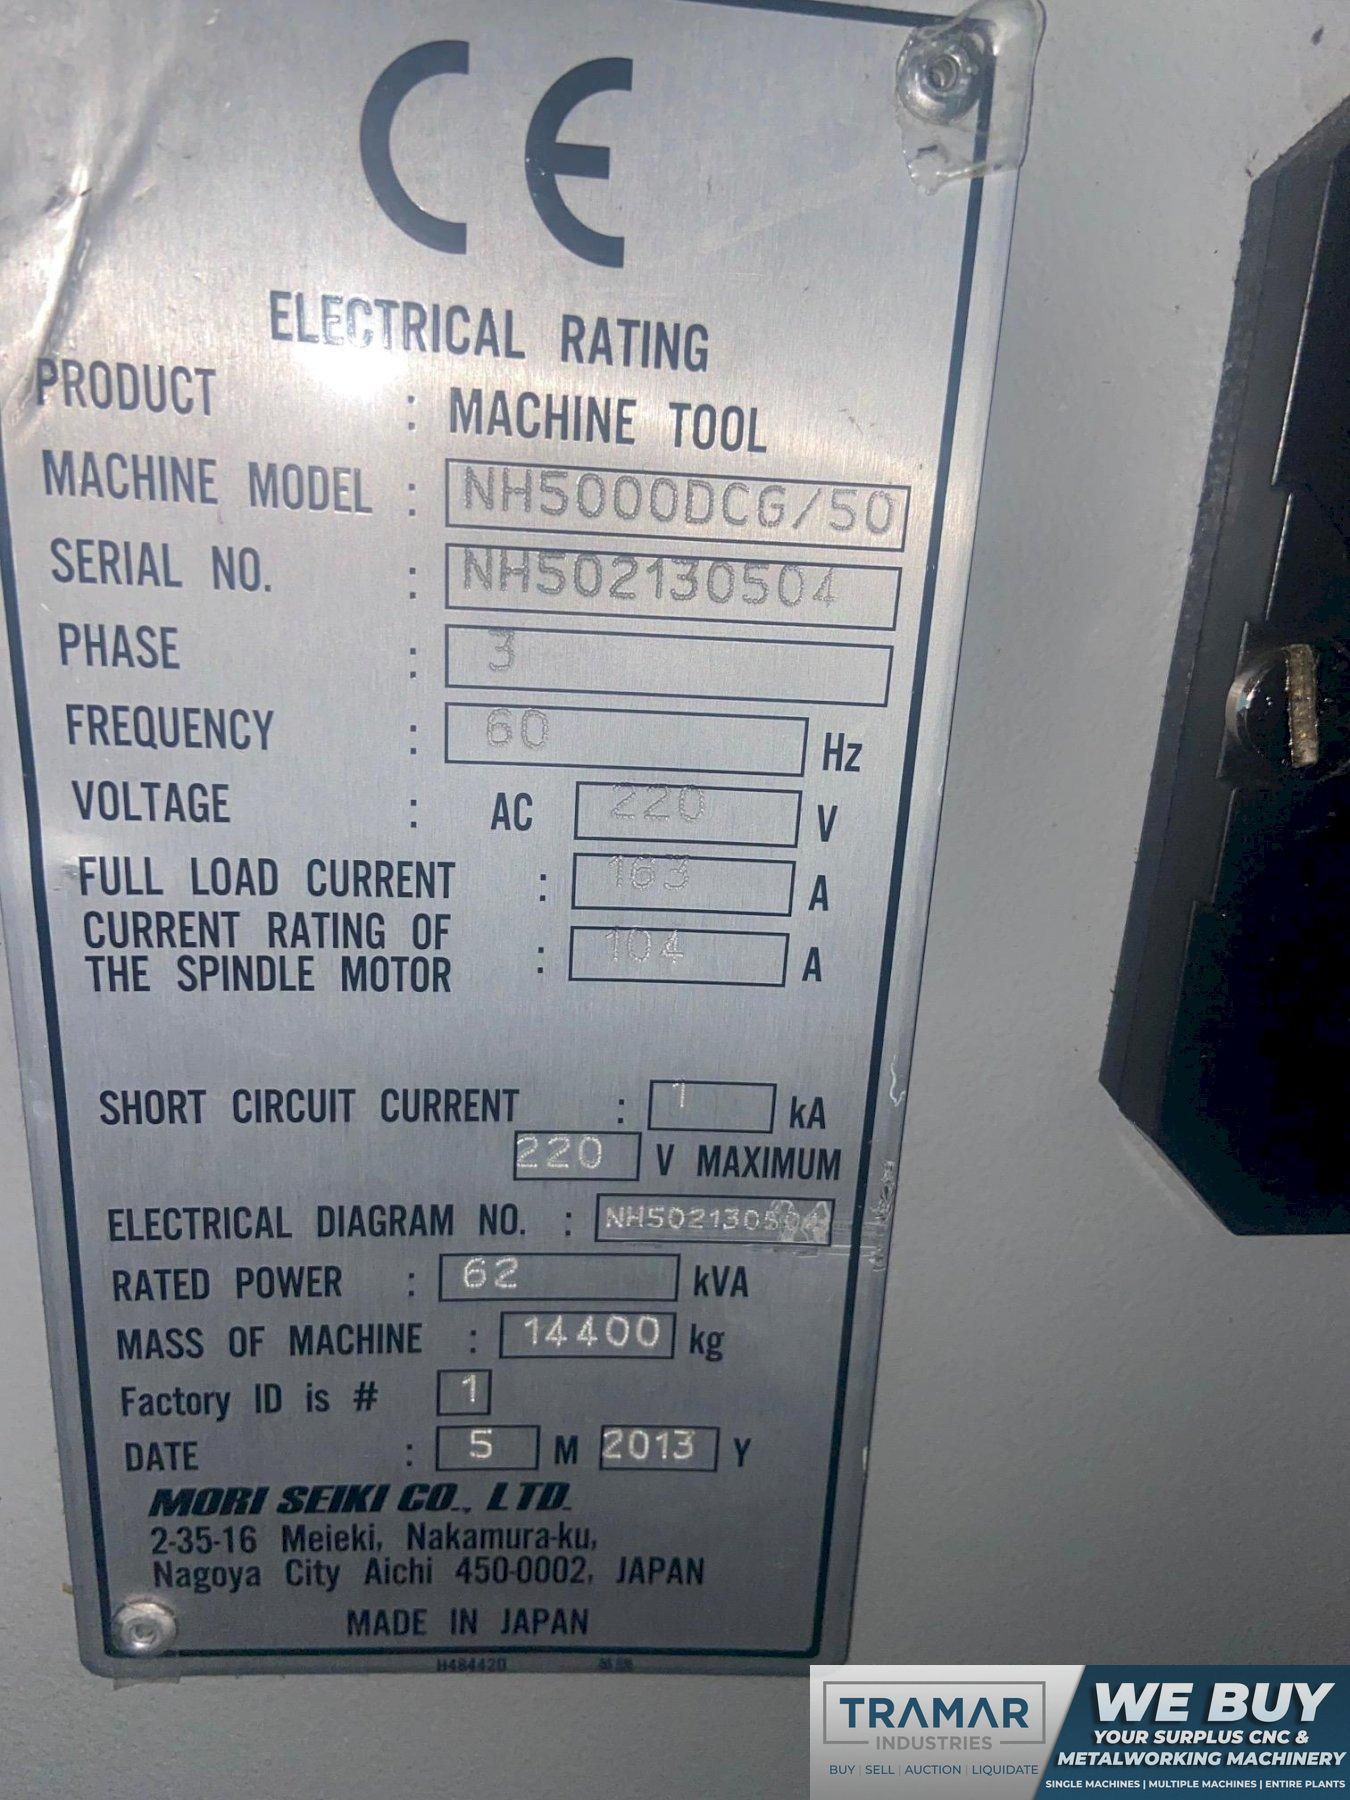 CE
ELECTRICAL RATING
PRODUCT : MACHINE TOOL
MACHINE MODEL : NH5000DCG/50
SERIAL NO. : NH502130504
PHASE : 3
FREQUENCY : 60 Hz
VOLTAGE : AC 220 V
FULL LOAD CURRENT : 163 A
CURRENT RATING OF
THE SPINDLE MOTOR : 104 A
SHORT CIRCUIT CURRENT : 1 kA
220 V MAXIMUM
ELECTRICAL DIAGRAM NO. : NH502130504
RATED POWER : 62 kVA
MASS OF MACHINE : 14400 kg
Factory ID is # 1
DATE : 5 M 2013 Y
MORI SEIKI CO., LTD.
2-35-16 Meieki, Nakamura-ku,
Nagoya City Aichi 450-0002, JAPAN
MADE IN JAPAN
H484420
TRAMAR
INDUSTRIES
BUY | SELL | AUCTION | LIQUIDATE
WE BUY
YOUR SURPLUS CNC &
METALWORKING MACHINERY
SINGLE MACHINES | MULTIPLE MACHINES | ENTIRE PLANTS